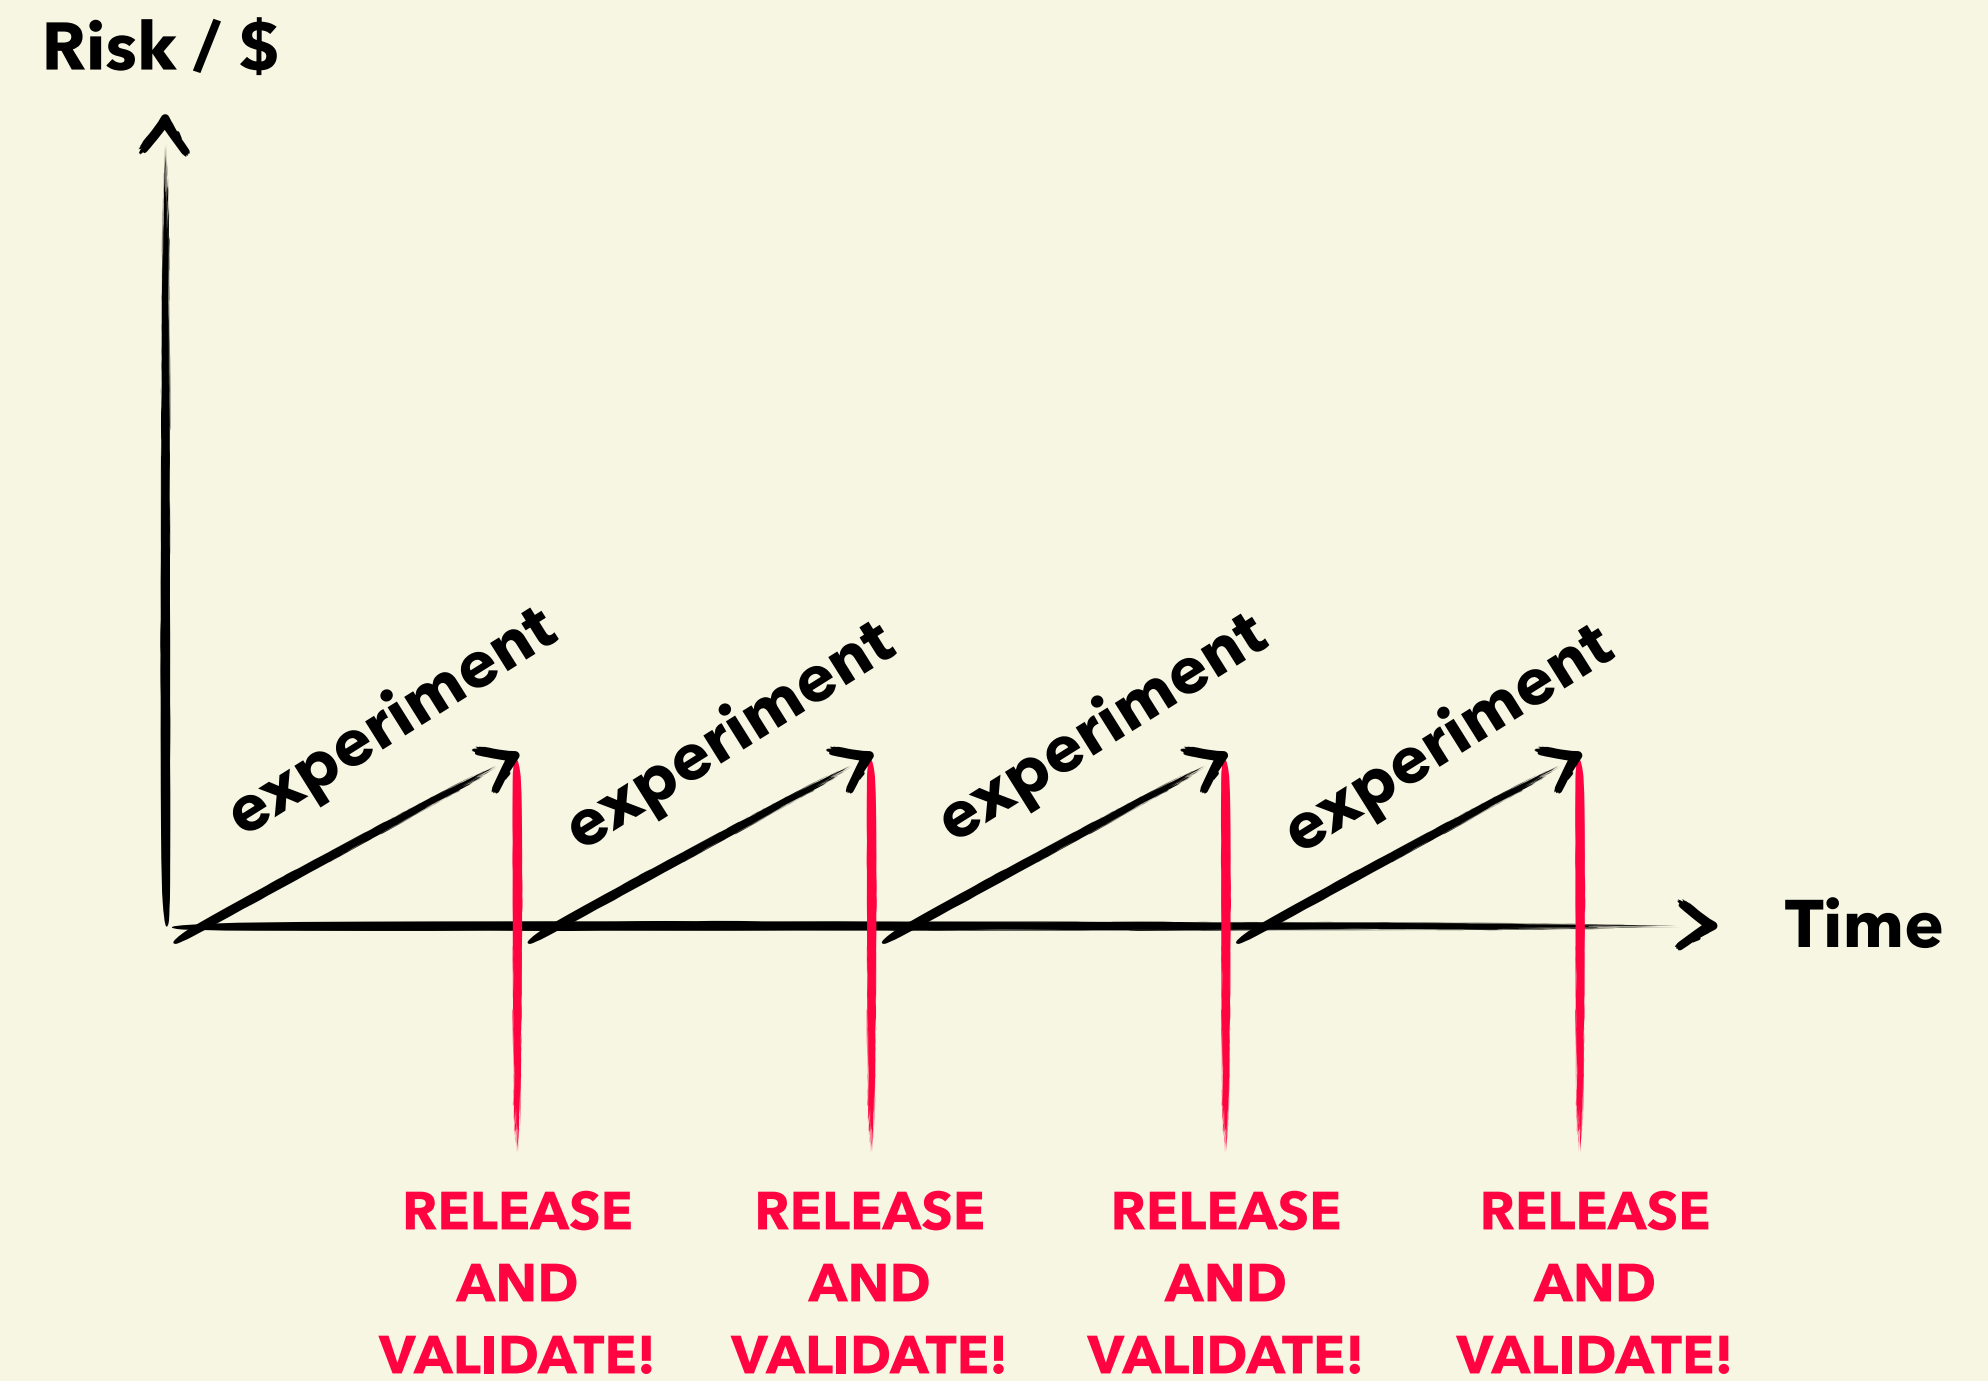 Risk / $
experiment
experiment
experiment
experiment
Time
RELEASE
AND
VALIDATE!
RELEASE
AND
VALIDATE!
RELEASE
AND
VALIDATE!
RELEASE
AND
VALIDATE!